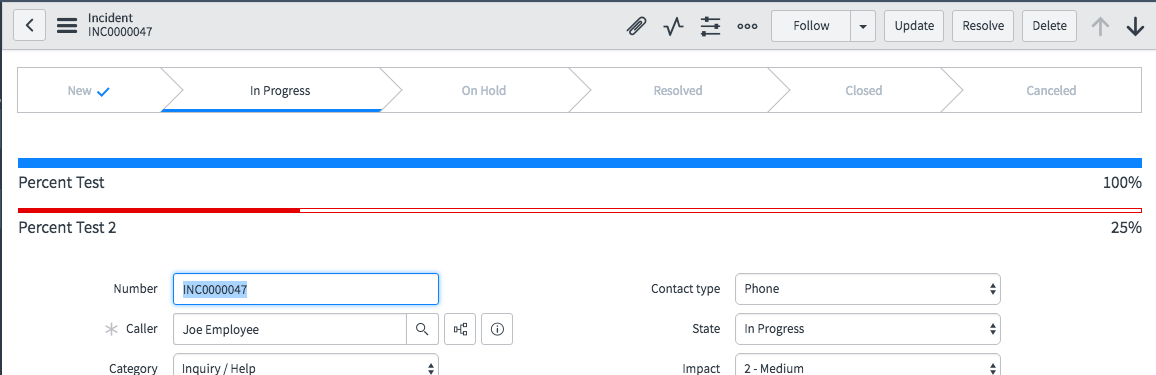 Incident
INC0000047
Follow
Update
Resolve
Delete
New
In Progress
On Hold
Resolved
Closed
Canceled
Percent Test 100%
Percent Test 2 25%
Number INC0000047
Contact type Phone
Caller Joe Employee
State In Progress
Category Inquiry / Help
Impact 2 - Medium